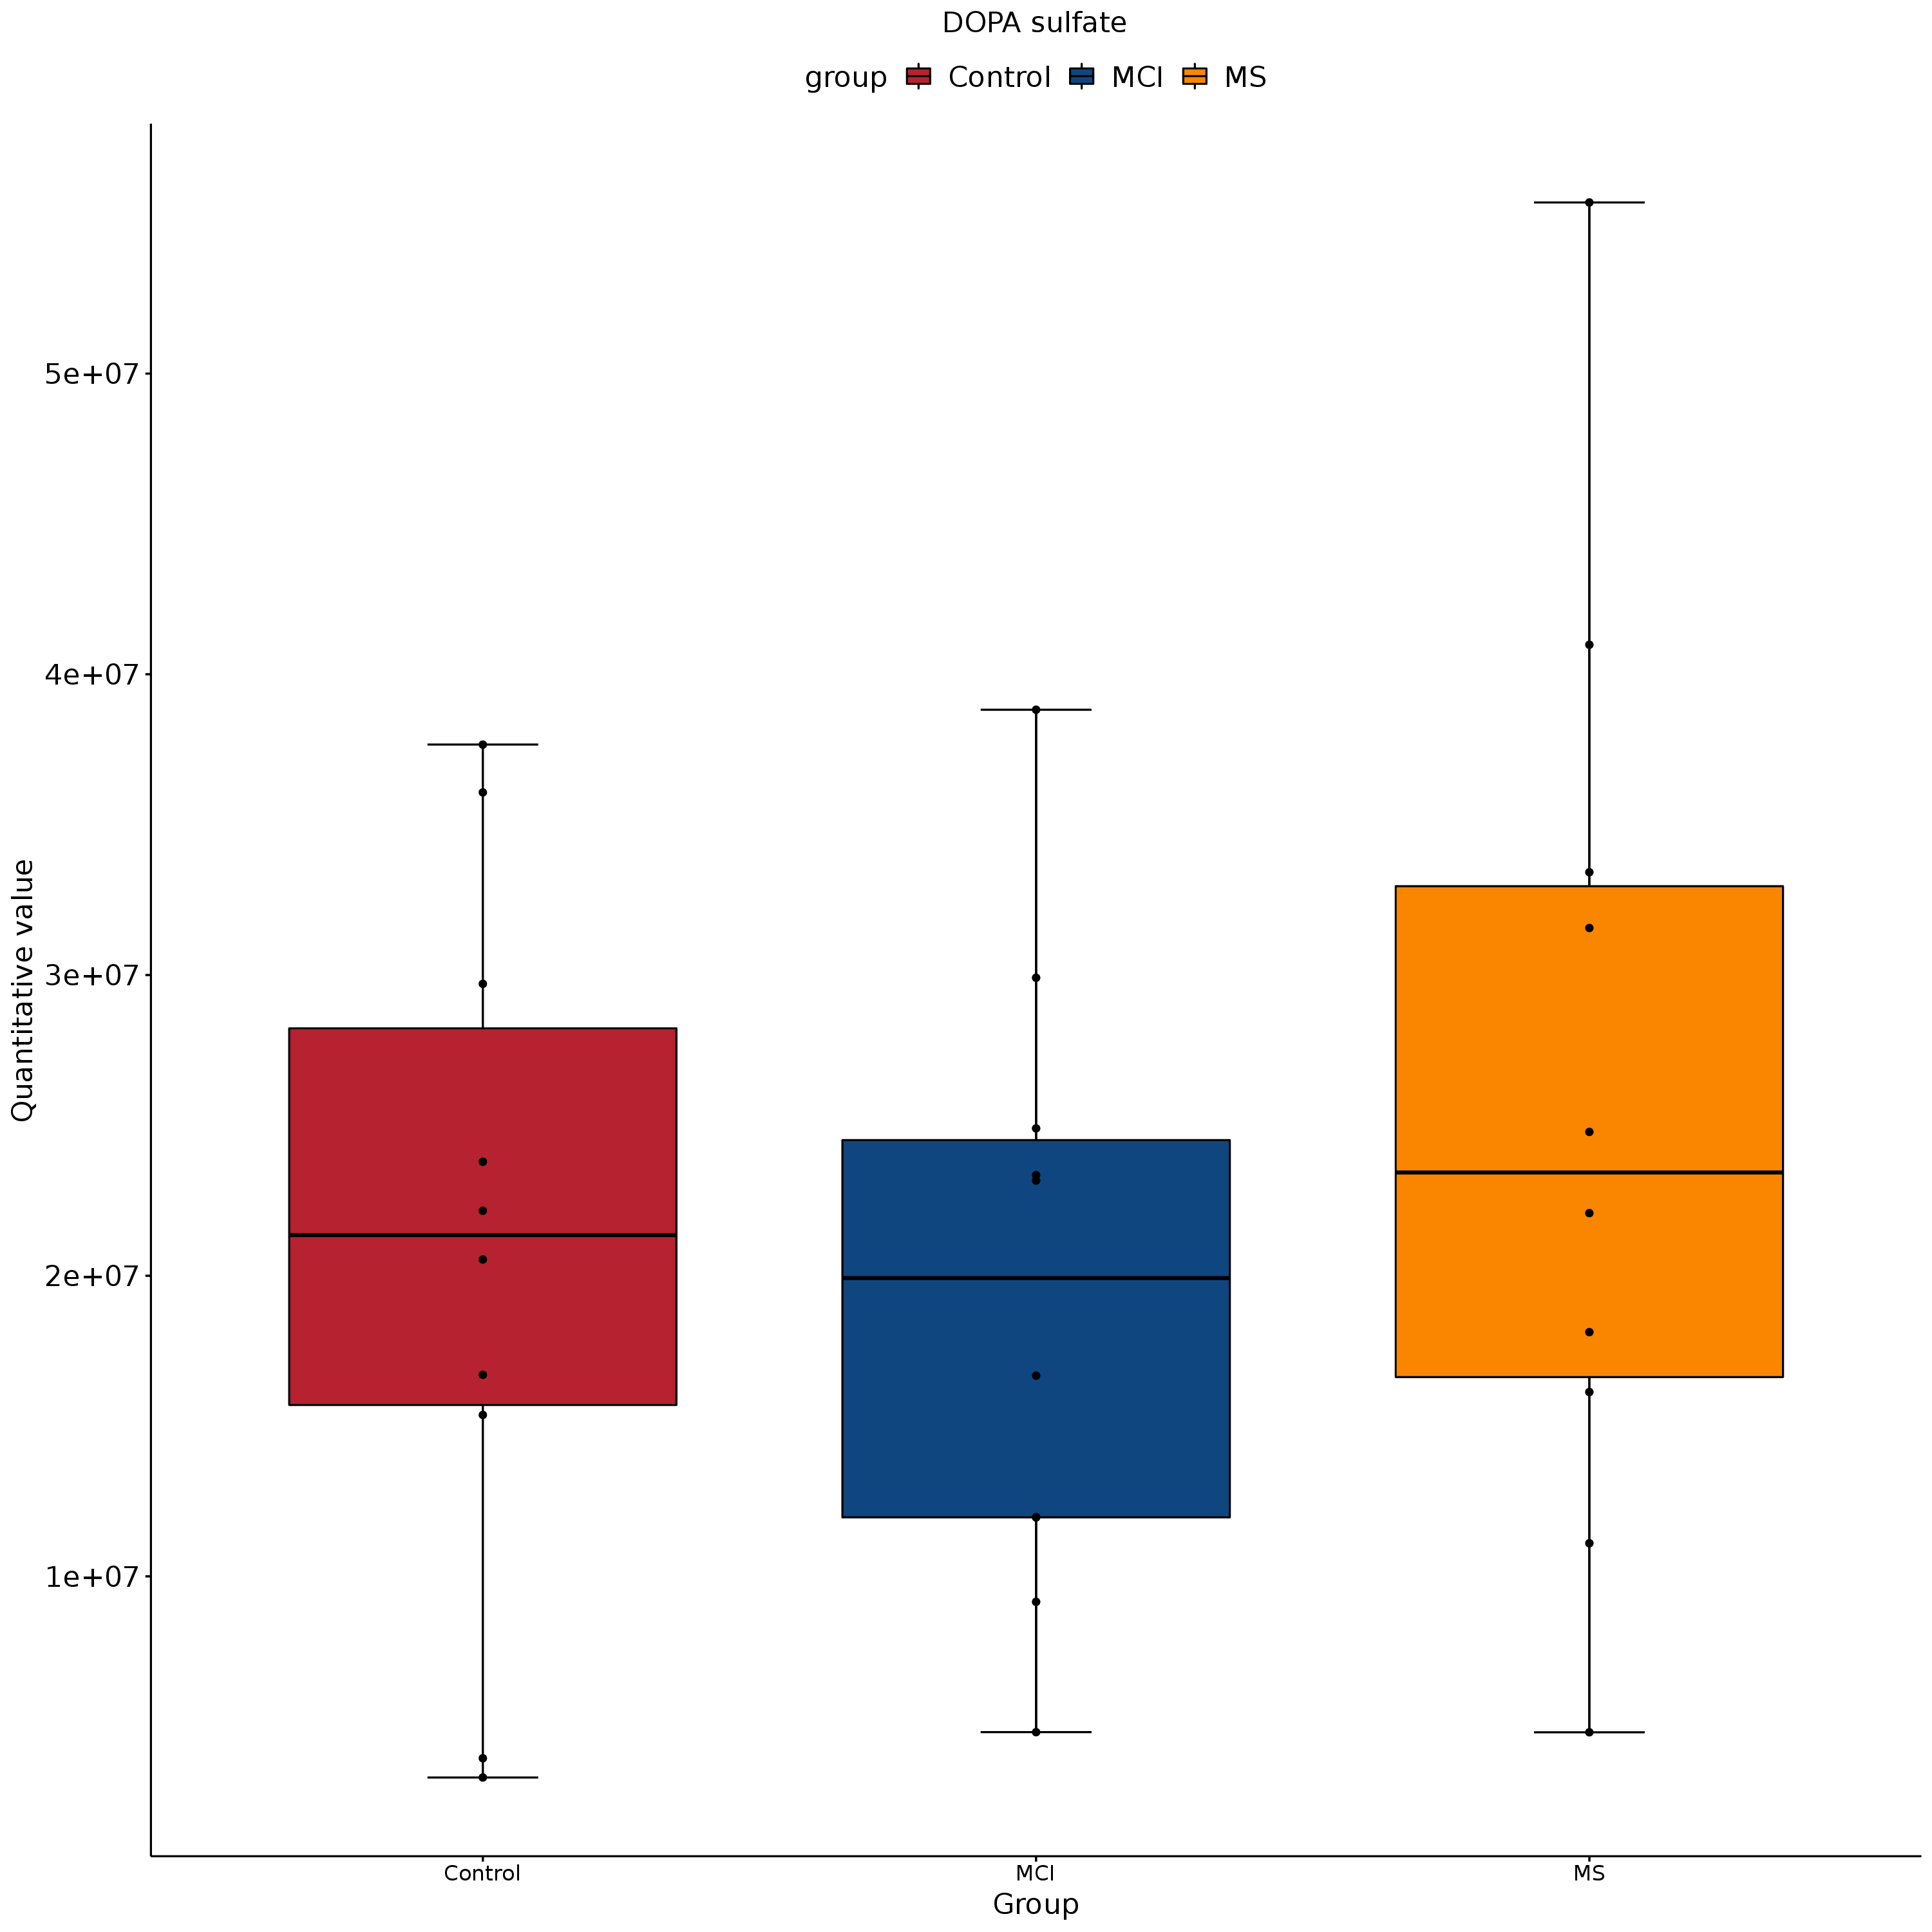 DOPA sulfate
group Control MCI MS
Quantitative value
5e+07
4e+07
3e+07
2e+07
1e+07
Control MCI MS
Group